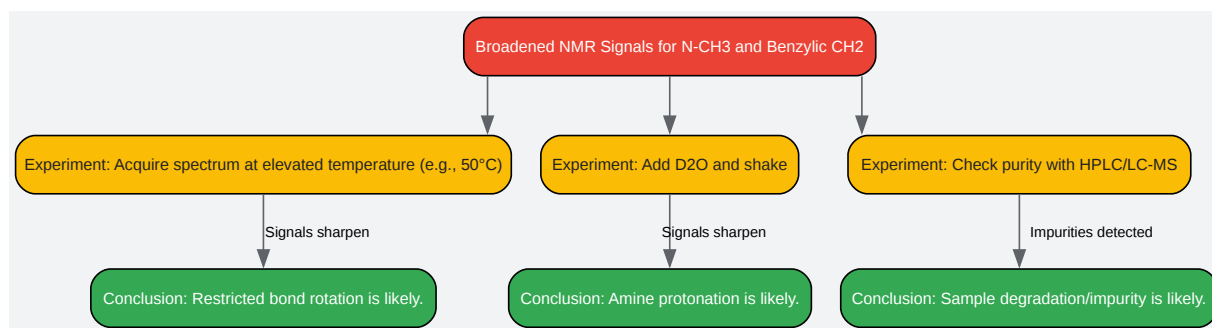 Broadened NMR Signals for N-CH3 and Benzylic CH2
Experiment: Acquire spectrum at elevated temperature (e.g., 50°C)
Experiment: Add D2O and shake
Experiment: Check purity with HPLC/LC-MS
Signals sharpen
Signals sharpen
Impurities detected
Conclusion: Restricted bond rotation is likely.
Conclusion: Amine protonation is likely.
Conclusion: Sample degradation/impurity is likely.